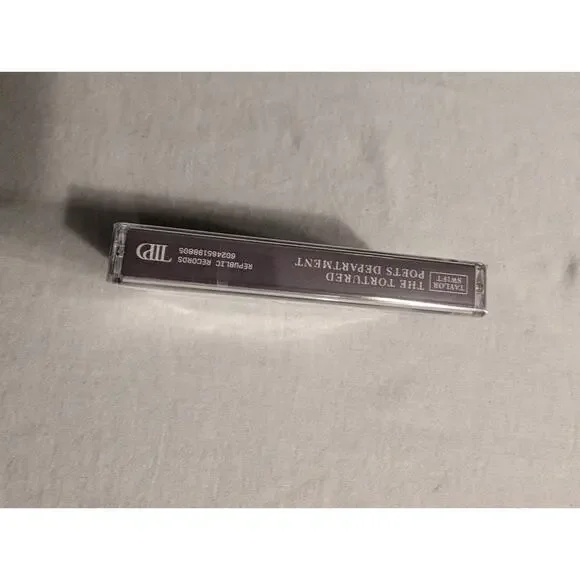 TAYLOR
SWIFT
THE TORTURED
POETS DEPARTMENT
REPUBLIC RECORDS
602465198805
TTPD